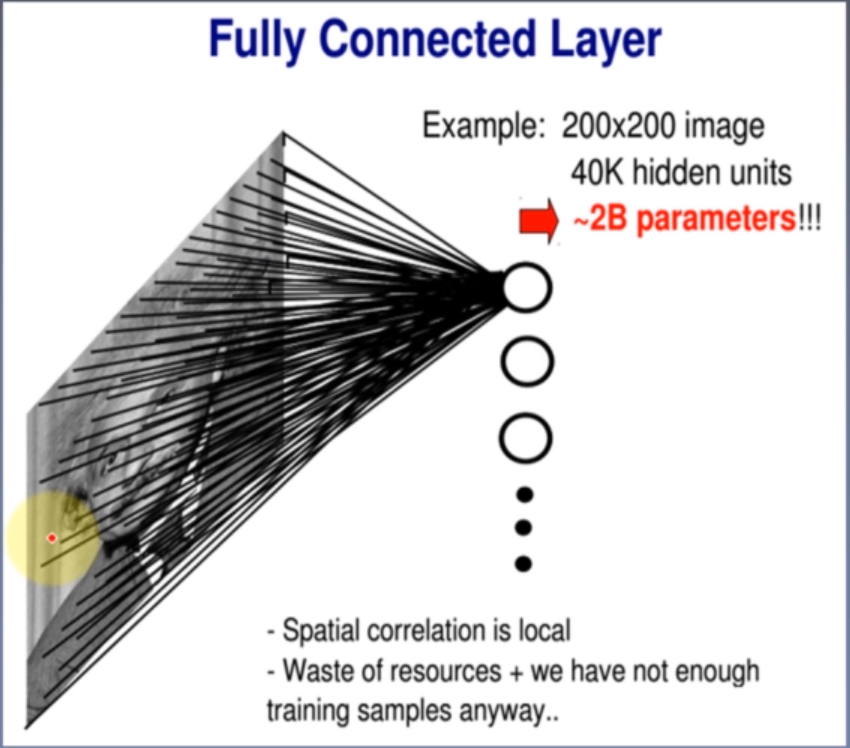 Fully Connected Layer
Example: 200x200 image
40K hidden units
~2B parameters!!!
- Spatial correlation is local
- Waste of resources + we have not enough
training samples anyway..